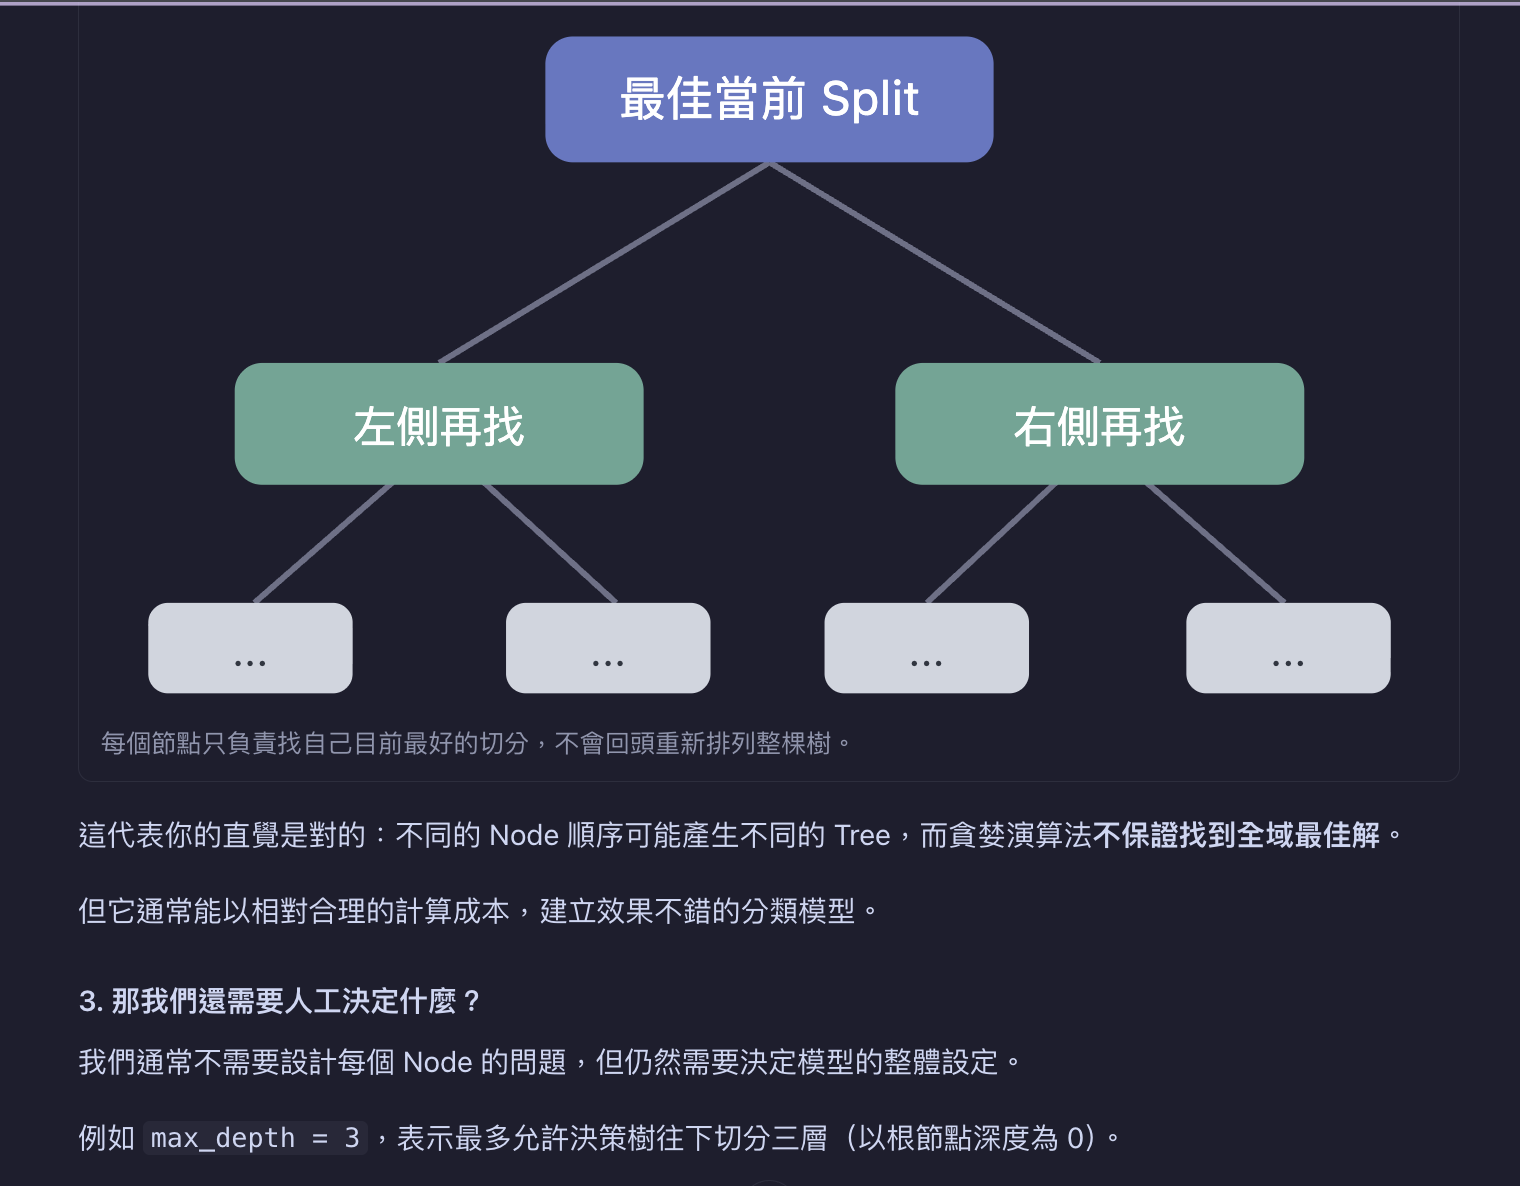 最佳當前 Split
左側再找
右側再找
...
...
...
...
每個節點只負責找自己目前最好的切分，不會回頭重新排列整棵樹。
這代表你的直覺是對的：不同的 Node 順序可能產生不同的 Tree，而貪婪演算法不保證找到全域最佳解。
但它通常能以相對合理的計算成本，建立效果不錯的分類模型。
3. 那我們還需要人工決定什麼？
我們通常不需要設計每個 Node 的問題，但仍然需要決定模型的整體設定。
例如 max_depth = 3，表示最多允許決策樹往下切分三層（以根節點深度為 0）。